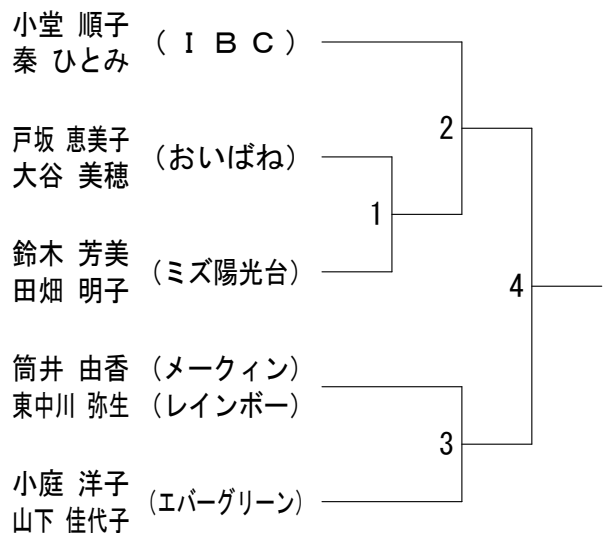 小堂 順子
秦 ひとみ
(ＩＢＣ)
戸坂 恵美子
大谷 美穂
(おいばね)
鈴木 芳美
田畑 明子
(ミズ陽光台)
筒井 由香 (メークィン)
東中川 弥生 (レインボー)
小庭 洋子
山下 佳代子
(エバーグリーン)
1
2
3
4